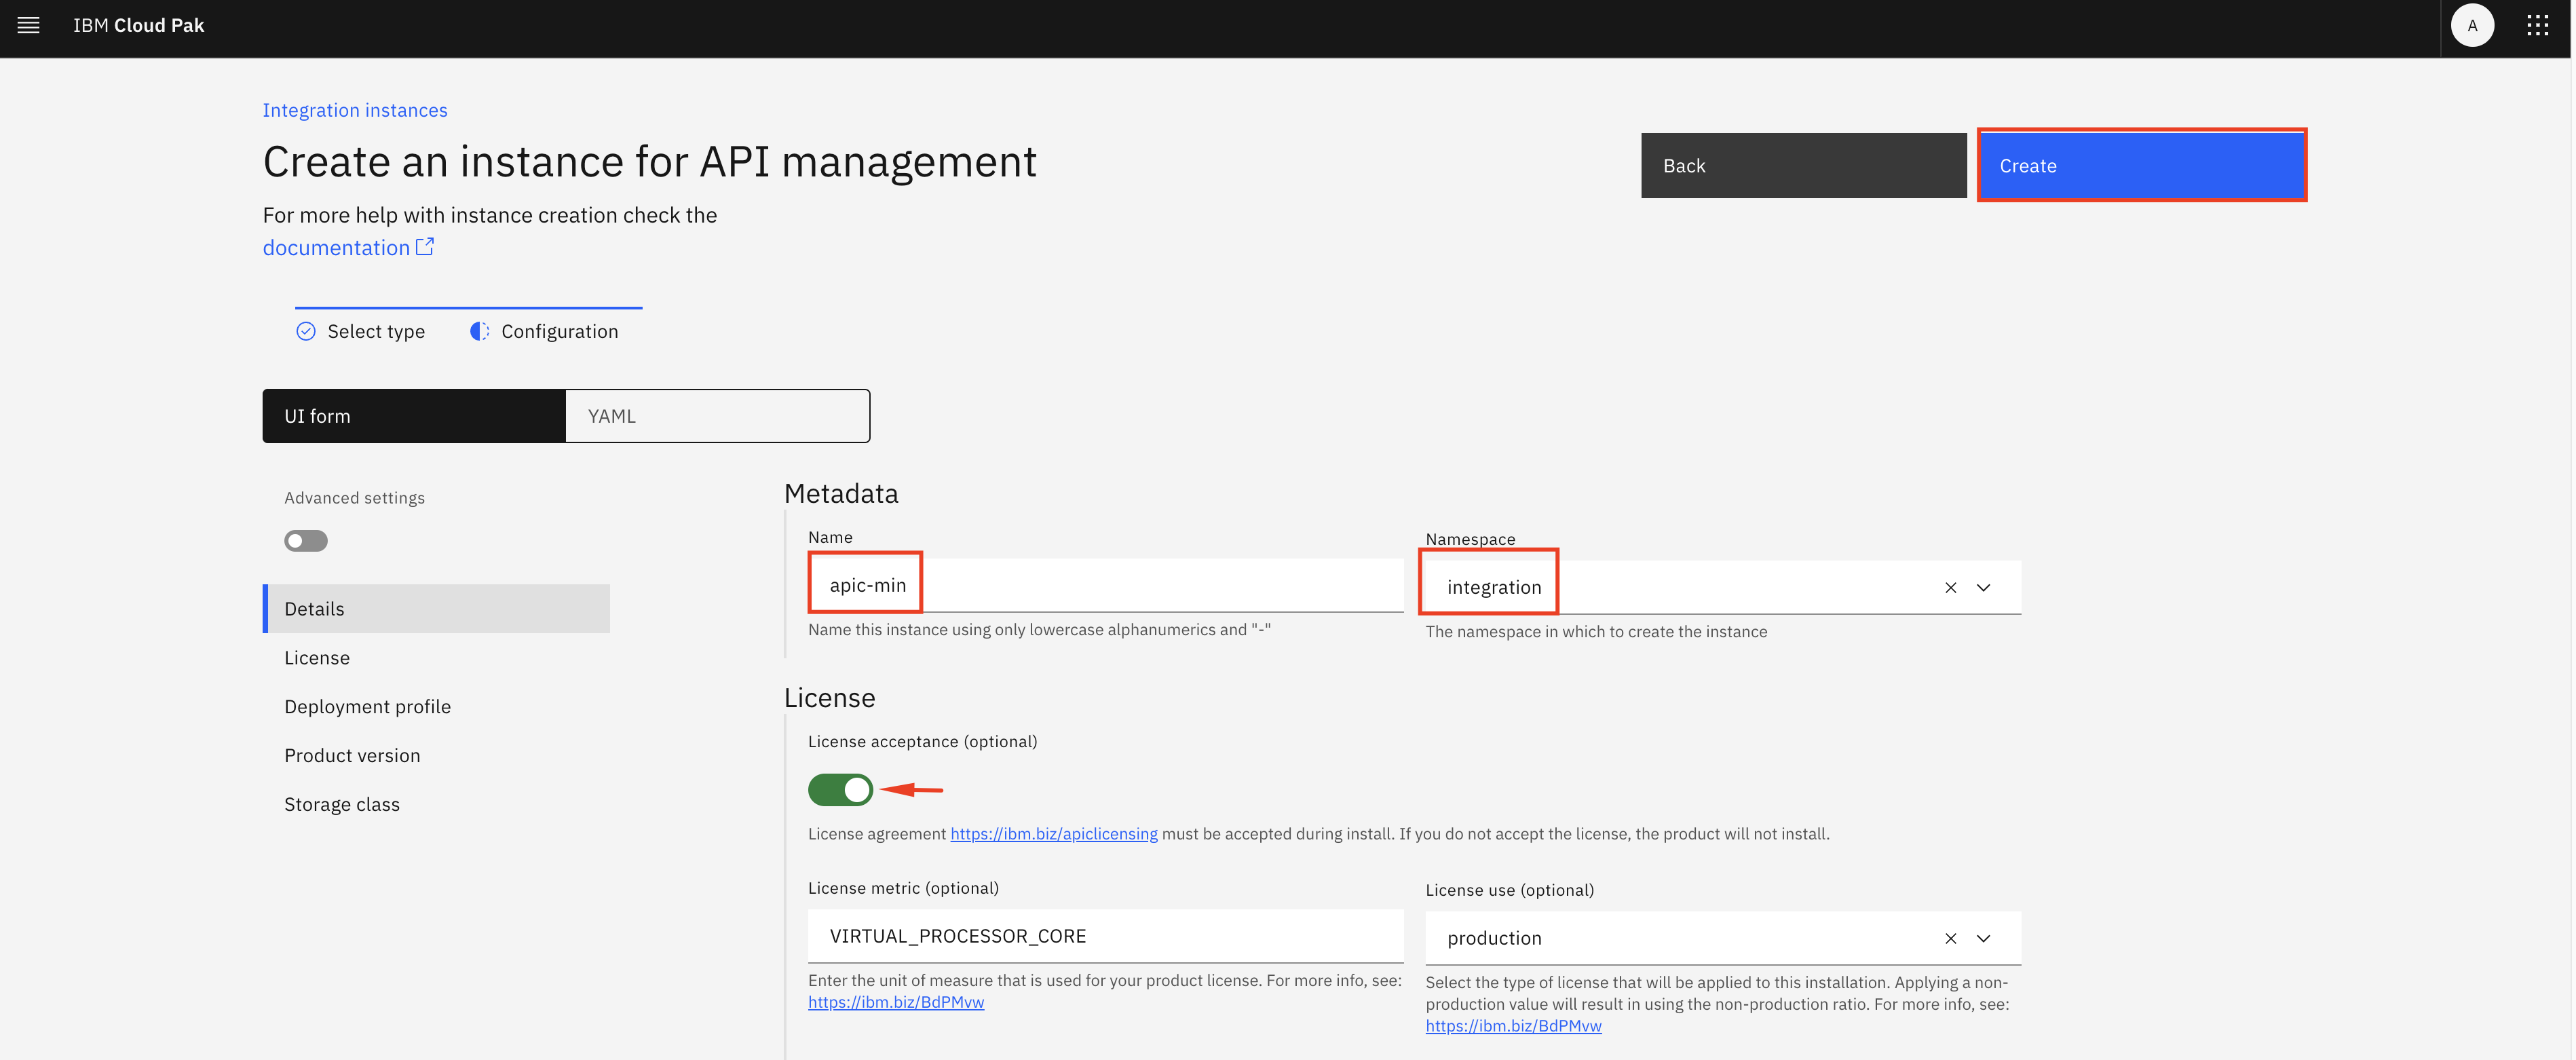 IBM Cloud Pak
A
Integration instances
Create an instance for API management
For more help with instance creation check the
documentation
Back
Create
Select type
Configuration
UI form
YAML
Advanced settings
Details
License
Deployment profile
Product version
Storage class
Metadata
Name
apic-min
Name this instance using only lowercase alphanumerics and "-"
Namespace
integration
The namespace in which to create the instance
License
License acceptance (optional)
License agreement https://ibm.biz/apiclicensing must be accepted during install. If you do not accept the license, the product will not install.
License metric (optional)
VIRTUAL_PROCESSOR_CORE
Enter the unit of measure that is used for your product license. For more info, see:
https://ibm.biz/BdPMvw
License use (optional)
production
Select the type of license that will be applied to this installation. Applying a non-
production value will result in using the non-production ratio. For more info, see:
https://ibm.biz/BdPMvw